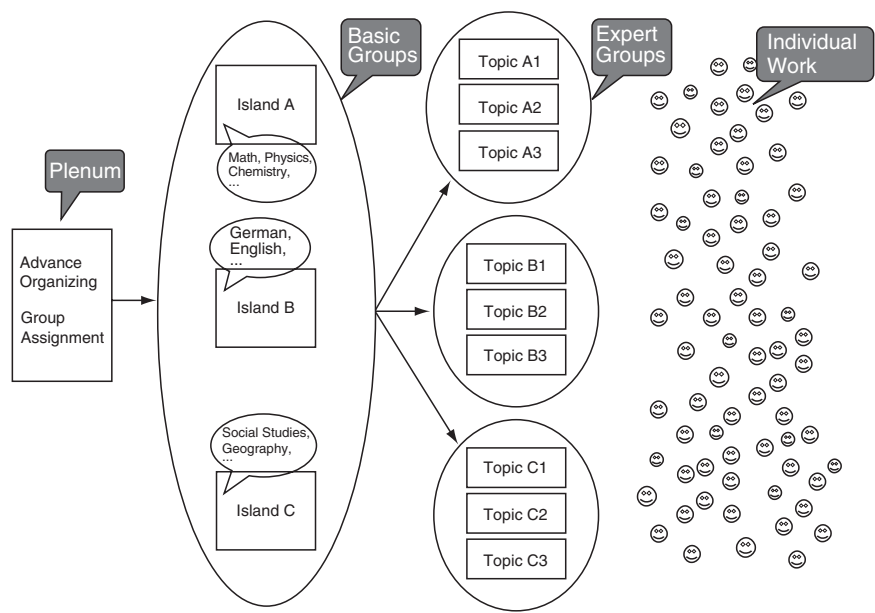 Plenum
Advance
Organizing
Group
Assignment
Basic
Groups
Island A
Math, Physics,
Chemistry,
...
German,
English,
...
Island B
Social Studies,
Geography,
...
Island C
Expert
Groups
Topic A1
Topic A2
Topic A3
Topic B1
Topic B2
Topic B3
Topic C1
Topic C2
Topic C3
Individual
Work